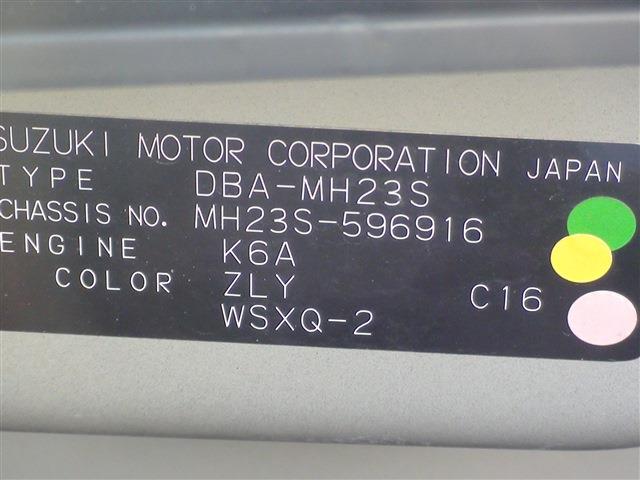 SUZUKI MOTOR CORPORATION JAPAN
TYPE DBA-MH23S
CHASSIS NO. MH23S-596916
ENGINE K6A
COLOR ZLY C16
WSXQ-2